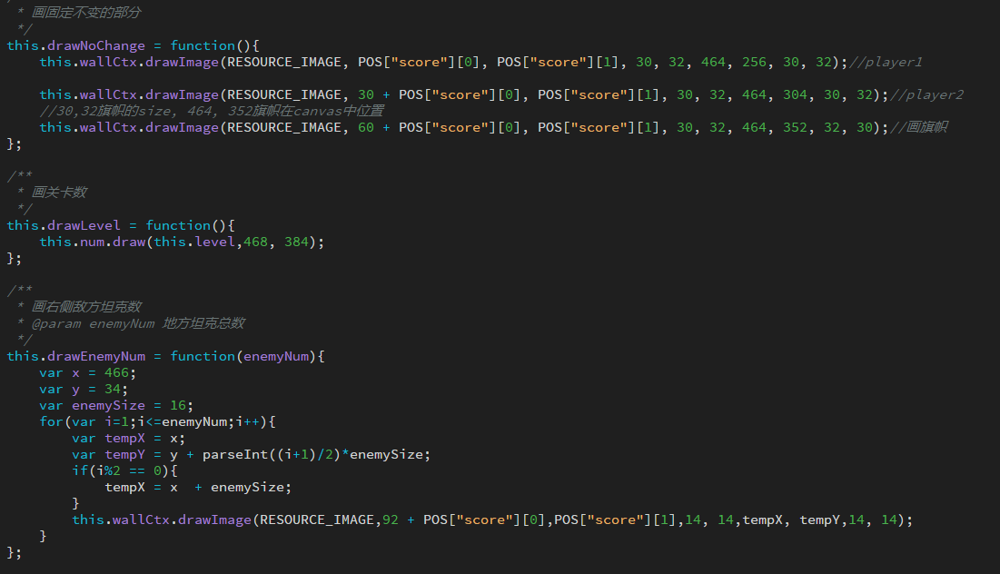 * 画固定不变的部分
*/
this.drawNoChange = function(){
this.wallCtx.drawImage(RESOURCE_IMAGE, POS["score"][0], POS["score"][1], 30, 32, 464, 256, 30, 32);//player1
this.wallCtx.drawImage(RESOURCE_IMAGE, 30 + POS["score"][0], POS["score"][1], 30, 32, 464, 304, 30, 32);//player2
//30,32旗帜的size, 464, 352旗帜在canvas中位置
this.wallCtx.drawImage(RESOURCE_IMAGE, 60 + POS["score"][0], POS["score"][1], 30, 32, 464, 352, 32, 30);//画旗帜
};
/**
* 画关卡数
*/
this.drawLevel = function(){
this.num.draw(this.level,468, 384);
};
/**
* 画右侧敌方坦克数
* @param enemyNum 地方坦克总数
*/
this.drawEnemyNum = function(enemyNum){
var x = 466;
var y = 34;
var enemySize = 16;
for(var i=1;i<=enemyNum;i++){
var tempX = x;
var tempY = y + parseInt((i+1)/2)*enemySize;
if(i%2 == 0){
tempX = x  + enemySize;
}
this.wallCtx.drawImage(RESOURCE_IMAGE,92 + POS["score"][0],POS["score"][1],14, 14,tempX, tempY,14, 14);
}
};